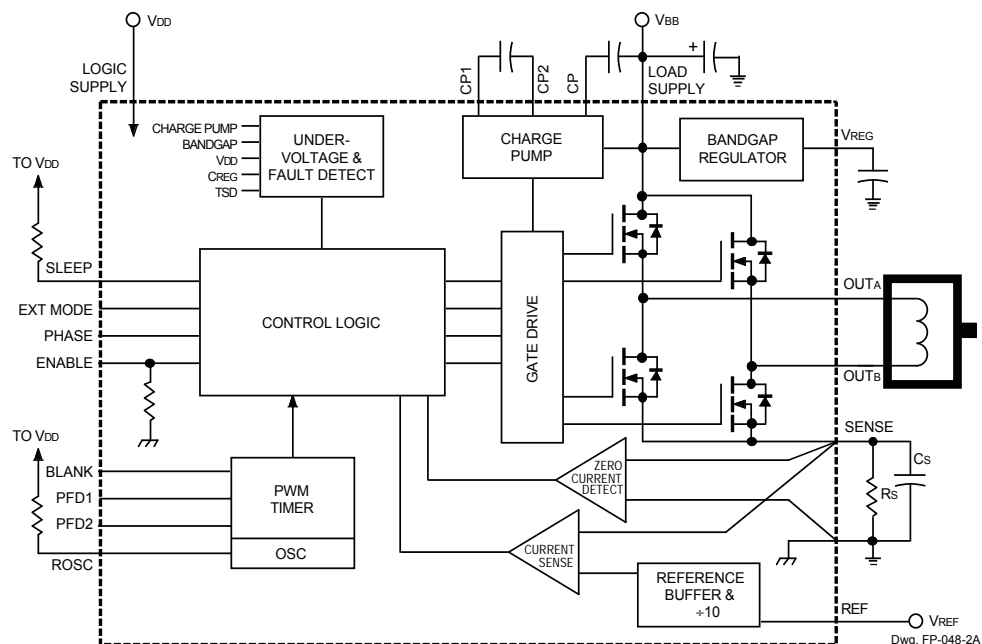 VDD
VBB
LOGIC
SUPPLY
CP1
CP2
CP
+
LOAD
SUPPLY
CHARGE PUMP
BANDGAP
VDD
CREG
TSD
UNDER-
VOLTAGE &
FAULT DETECT
CHARGE
PUMP
BANDGAP
REGULATOR
VREG
TO VDD
SLEEP
EXT MODE
PHASE
ENABLE
CONTROL LOGIC
GATE DRIVE
OUTA
OUTB
SENSE
TO VDD
BLANK
PFD1
PFD2
ROSC
PWM
TIMER
OSC
ZERO
CURRENT
DETECT
CURRENT
SENSE
CS
RS
REFERENCE
BUFFER &
÷10
REF
VREF
Dwg. FP-048-2A